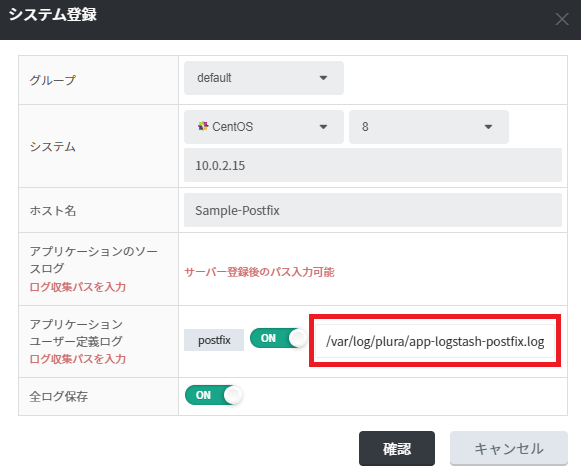 システム登録
グループ
default
システム
CentOS
8
10.0.2.15
ホスト名
Sample-Postfix
アプリケーションのソー
スログ
ログ収集パスを入力
サーバー登録後のパス入力可能
アプリケーション
ユーザー定義ログ
ログ収集パスを入力
postfix
ON
/var/log/plura/app-logstash-postfix.log
全ログ保存
ON
確認
キャンセル